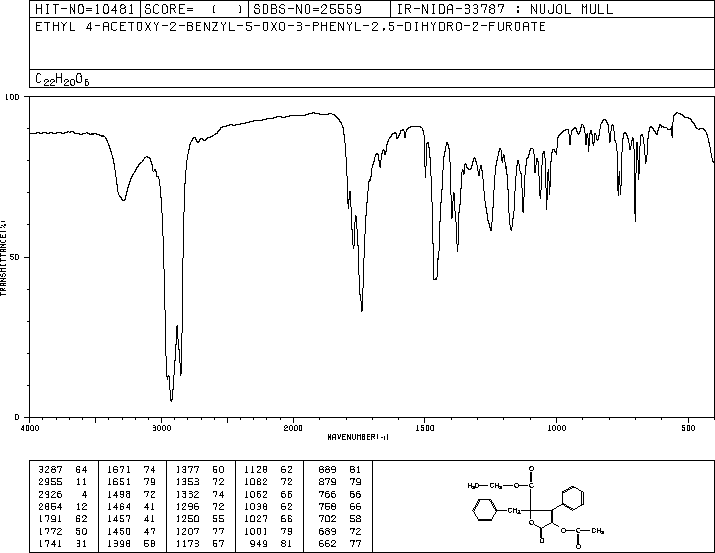 HIT-NO=10481 SCORE= ( ) SDBS-NO=25559 IR-NIDA-33787 : NUJOL MULL
ETHYL 4-ACETOXY-2-BENZYL-5-OXO-3-PHENYL-2,5-DIHYDRO-2-FUROATE
C22H20O6
100
50
0
TRANSMITTANCE(%)
4000 3000 2000 1500 1000 500
WAVENUMBER(-1)
3287 64 1671 74 1377 50 1128 62 889 81
2955 11 1651 79 1353 72 1082 72 879 79
2926 4 1498 72 1332 74 1062 66 766 66
2854 12 1464 41 1296 72 1038 62 758 66
1791 62 1457 41 1250 55 1027 66 702 58
1772 50 1450 47 1207 77 1001 79 689 72
1741 31 1398 60 1173 57 949 81 662 77
O
CH3—CH2—O—C
CH2
O
O
O—C—CH3
O